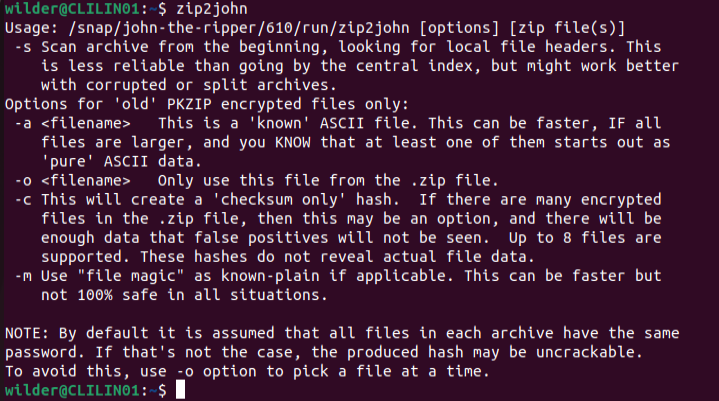 wilder@CLILIN01:~$ zip2john
Usage: /snap/john-the-ripper/610/run/zip2john [options] [zip file(s)]
 -s Scan archive from the beginning, looking for local file headers. This
    is less reliable than going by the central index, but might work better
    with corrupted or split archives.
Options for 'old' PKZIP encrypted files only:
 -a <filename>   This is a 'known' ASCII file. This can be faster, IF all
    files are larger, and you KNOW that at least one of them starts out as
    'pure' ASCII data.
 -o <filename>   Only use this file from the .zip file.
 -c This will create a 'checksum only' hash.  If there are many encrypted
    files in the .zip file, then this may be an option, and there will be
    enough data that false positives will not be seen.  Up to 8 files are
    supported. These hashes do not reveal actual file data.
 -m Use "file magic" as known-plain if applicable. This can be faster but
    not 100% safe in all situations.

NOTE: By default it is assumed that all files in each archive have the same
password. If that's not the case, the produced hash may be uncrackable.
To avoid this, use -o option to pick a file at a time.
wilder@CLILIN01:~$